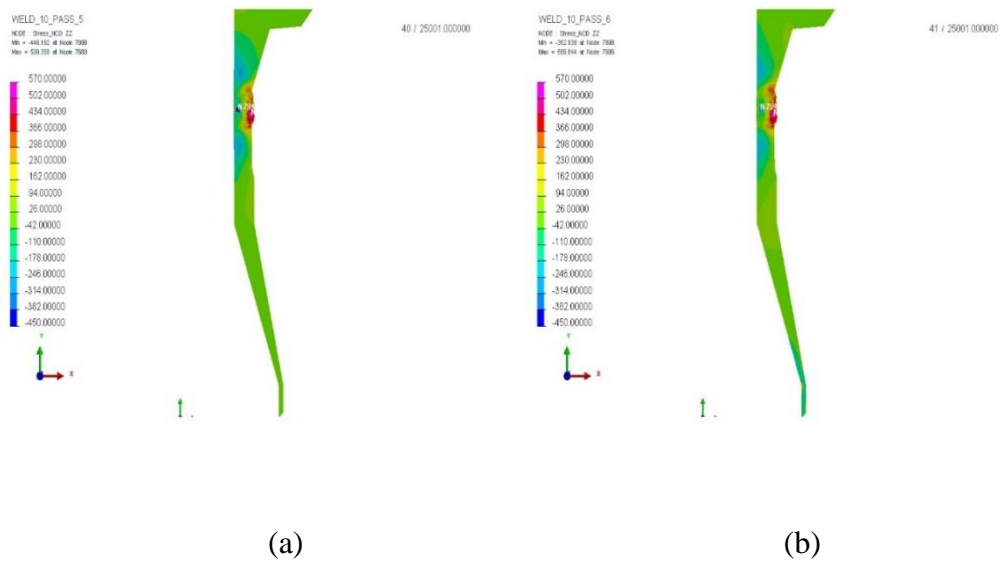 WELD_10_PASS_5
NODE : Stress_NOD ZZ
40 / 25001.000000
570.00000
502.00000
434.00000
366.00000
298.00000
230.00000
162.00000
94.00000
26.00000
-42.00000
-110.00000
-178.00000
-246.00000
-314.00000
-382.00000
-450.00000
Y
X
(a)
WELD_10_PASS_6
NODE : Stress_NOD ZZ
41 / 25001.000000
570.00000
502.00000
434.00000
366.00000
298.00000
230.00000
162.00000
94.00000
26.00000
-42.00000
-110.00000
-178.00000
-246.00000
-314.00000
-382.00000
-450.00000
Y
X
(b)